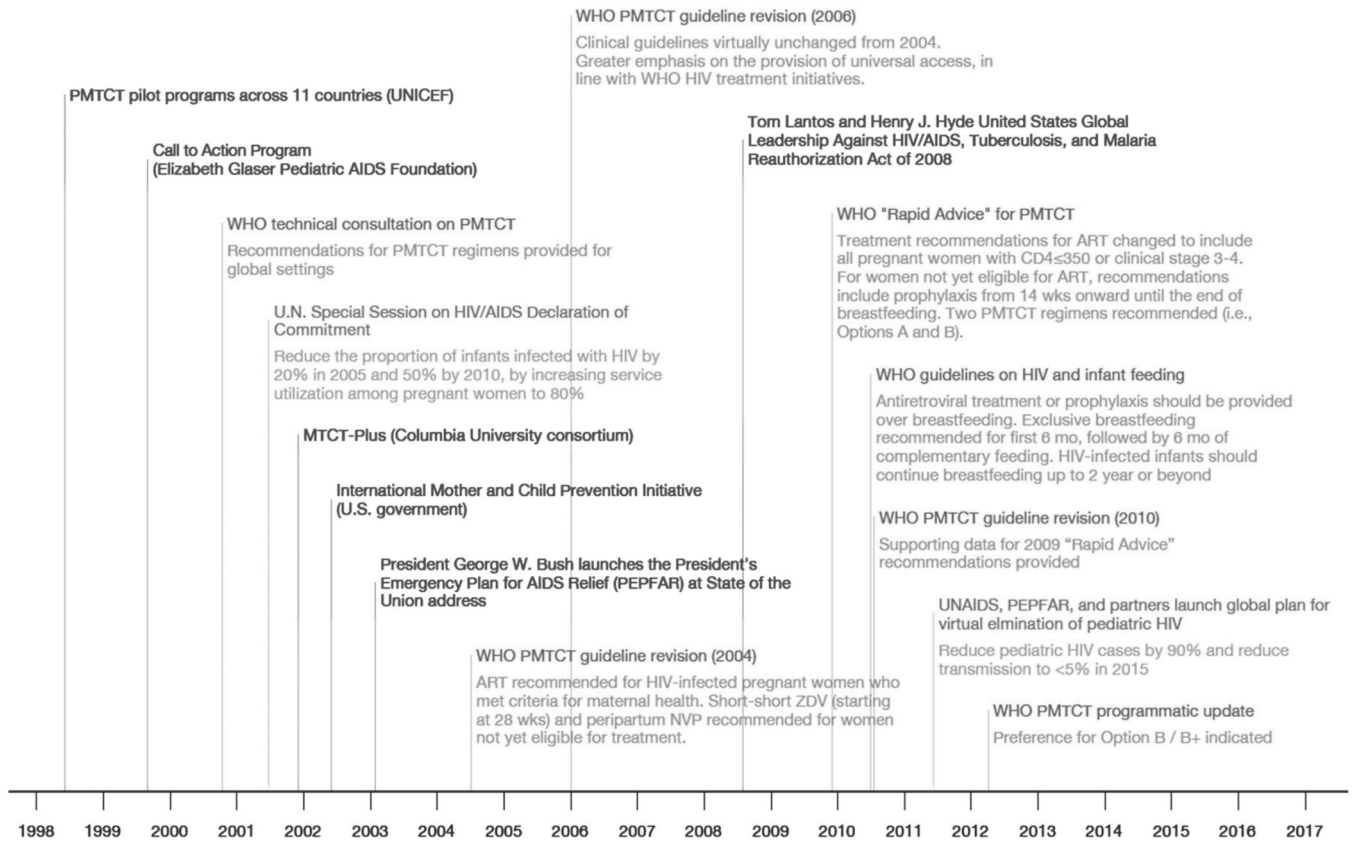 WHO PMTCT guideline revision (2006)
Clinical guidelines virtually unchanged from 2004.
Greater emphasis on the provision of universal access, in
line with WHO HIV treatment initiatives.
PMTCT pilot programs across 11 countries (UNICEF)
Call to Action Program
(Elizabeth Glaser Pediatric AIDS Foundation)
Tom Lantos and Henry J. Hyde United States Global
Leadership Against HIV/AIDS, Tuberculosis, and Malaria
Reauthorization Act of 2008
WHO technical consultation on PMTCT
Recommendations for PMTCT regimens provided for
global settings
WHO "Rapid Advice" for PMTCT
Treatment recommendations for ART changed to include
all pregnant women with CD4≤350 or clinical stage 3-4.
For women not yet eligible for ART, recommendations
include prophylaxis from 14 wks onward until the end of
breastfeeding. Two PMTCT regimens recommended (i.e.,
Options A and B).
U.N. Special Session on HIV/AIDS Declaration of
Commitment
Reduce the proportion of infants infected with HIV by
20% in 2005 and 50% by 2010, by increasing service
utilization among pregnant women to 80%
WHO guidelines on HIV and infant feeding
Antiretroviral treatment or prophylaxis should be provided
over breastfeeding. Exclusive breastfeeding
recommended for first 6 mo, followed by 6 mo of
complementary feeding. HIV-infected infants should
continue breastfeeding up to 2 year or beyond
MTCT-Plus (Columbia University consortium)
International Mother and Child Prevention Initiative
(U.S. government)
WHO PMTCT guideline revision (2010)
Supporting data for 2009 “Rapid Advice”
recommendations provided
President George W. Bush launches the President's
Emergency Plan for AIDS Relief (PEPFAR) at State of the
Union address
UNAIDS, PEPFAR, and partners launch global plan for
virtual elmination of pediatric HIV
Reduce pediatric HIV cases by 90% and reduce
transmission to <5% in 2015
WHO PMTCT guideline revision (2004)
ART recommended for HIV-infected pregnant women who
met criteria for maternal health. Short-short ZDV (starting
at 28 wks) and peripartum NVP recommended for women
not yet eligible for treatment.
WHO PMTCT programmatic update
Preference for Option B / B+ indicated
1998 1999 2000 2001 2002 2003 2004 2005 2006 2007 2008 2009 2010 2011 2012 2013 2014 2015 2016 2017